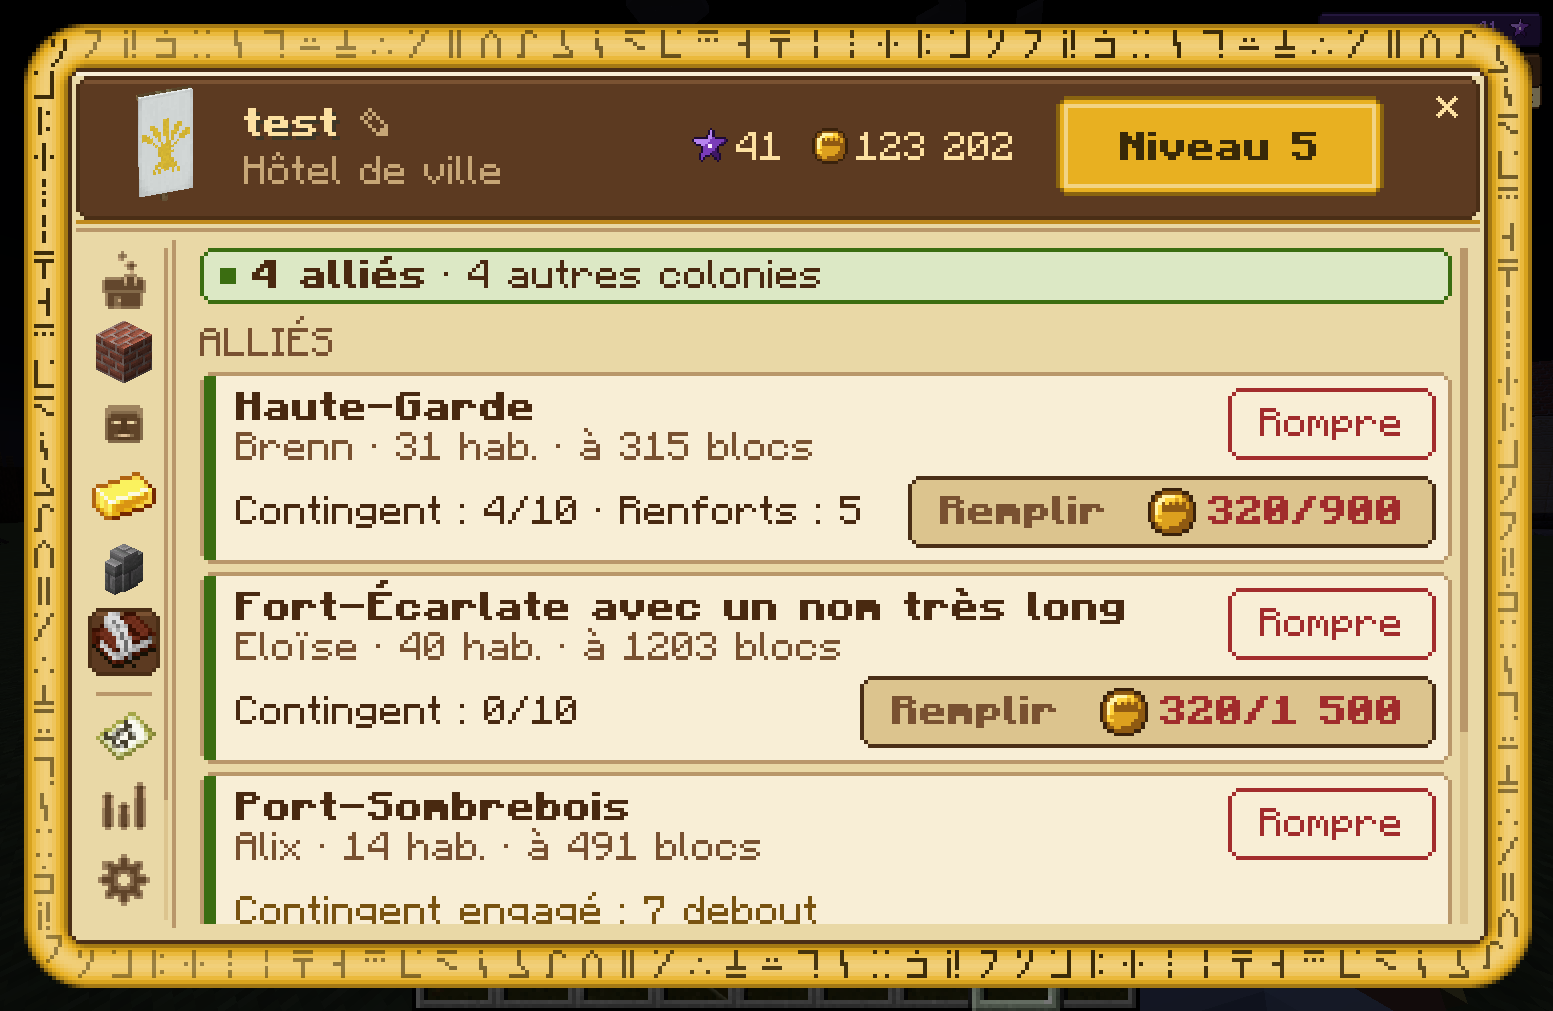 test
Hôtel de ville
41 123 202
Niveau 5
×
4 alliés · 4 autres colonies
ALLIÉS
Haute-Garde
Rompre
Brenn · 31 hab. · à 315 blocs
Contingent : 4/10 · Renforts : 5
Remplir 320/900
Fort-Écarlate avec un nom très long
Rompre
Eloïse · 40 hab. · à 1203 blocs
Contingent : 0/10
Remplir 320/1 500
Port-Sombrebois
Rompre
Alix · 14 hab. · à 491 blocs
Contingent engagé : 7 debout